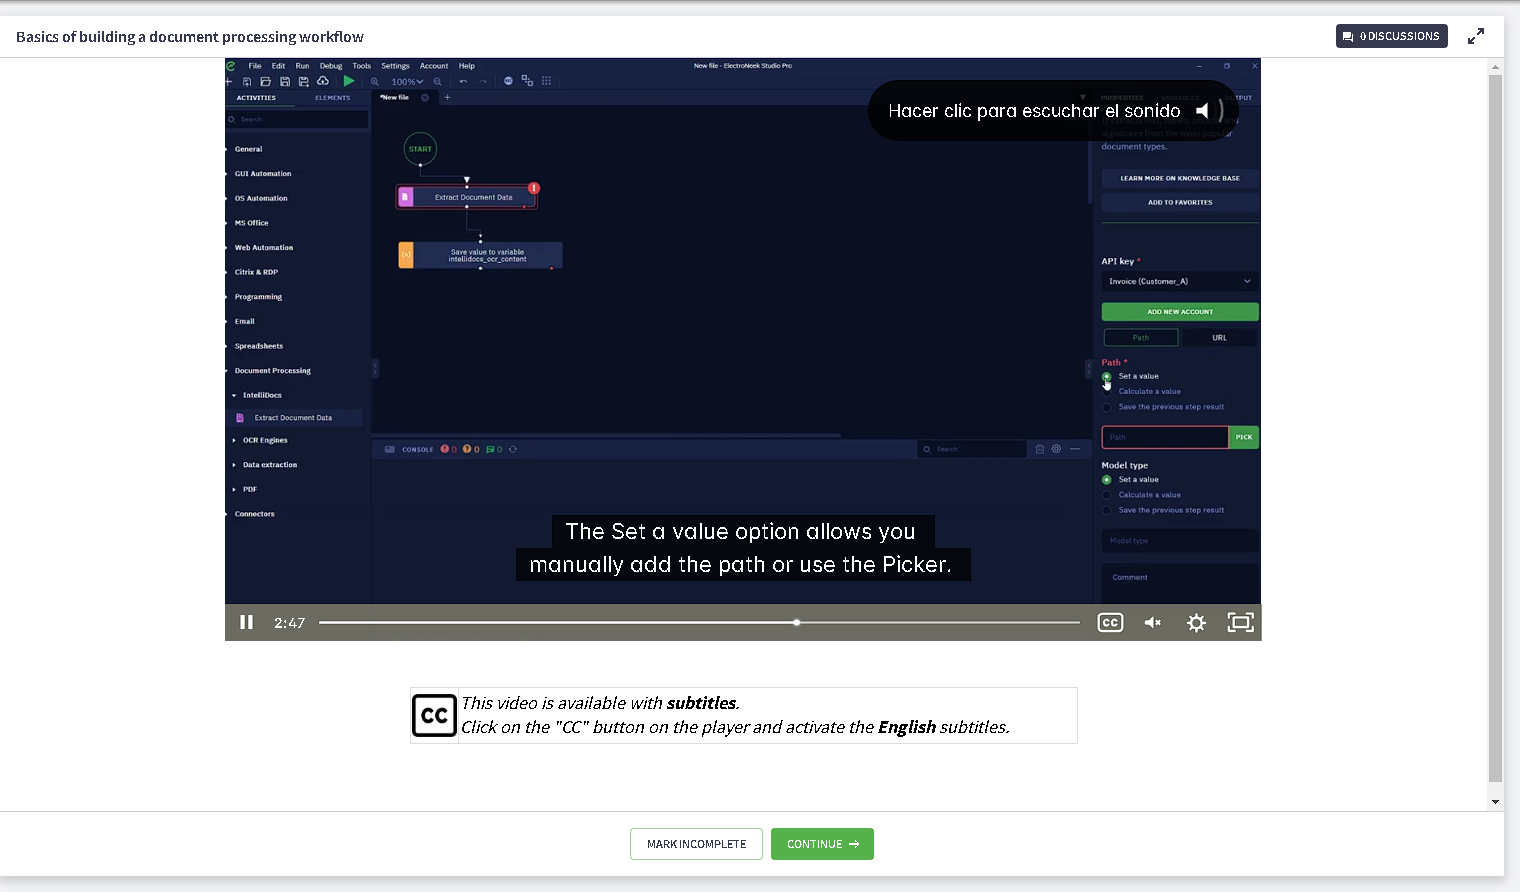 Basics of building a document processing workflow
0 DISCUSSIONS
File Edit Run Debug Tools Settings Account Help
New file - ElectroNeek Studio Pro
100%
ACTIVITIES ELEMENTS
*New file
Hacer clic para escuchar el sonido
Search
General
GUI Automation
OS Automation
MS Office
Web Automation
Citrix & RDP
Programming
Email
Spreadsheets
Document Processing
IntelliDocs
Extract Document Data
OCR Engines
Data extraction
PDF
Connectors
START
Extract Document Data
Save value to variable
intellidocs_ocr_content
signatures from the most popular
document types.
LEARN MORE ON KNOWLEDGE BASE
ADD TO FAVORITES
API key *
Invoice (Customer_A)
ADD NEW ACCOUNT
Path URL
Path *
Set a value
Calculate a value
Save the previous step result
Path PICK
Model type
Set a value
Calculate a value
Save the previous step result
Model type
Comment
CONSOLE 0 0 0
Search
The Set a value option allows you
manually add the path or use the Picker.
2:47
CC
CC
This video is available with subtitles.
Click on the "CC" button on the player and activate the English subtitles.
MARK INCOMPLETE
CONTINUE →